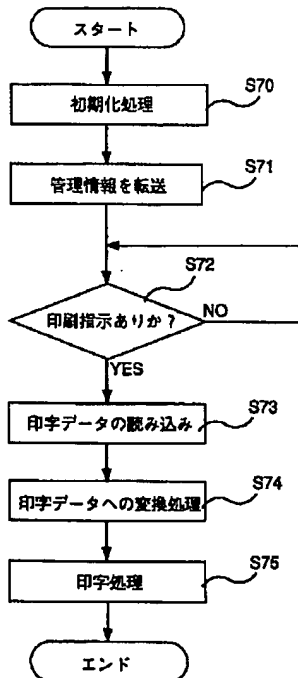 スタート
S70
初期化処理
S71
管理情報を転送
S72
印刷指示ありか？
NO
YES
S73
印字データの読み込み
S74
印字データへの変換処理
S75
印字処理
エンド